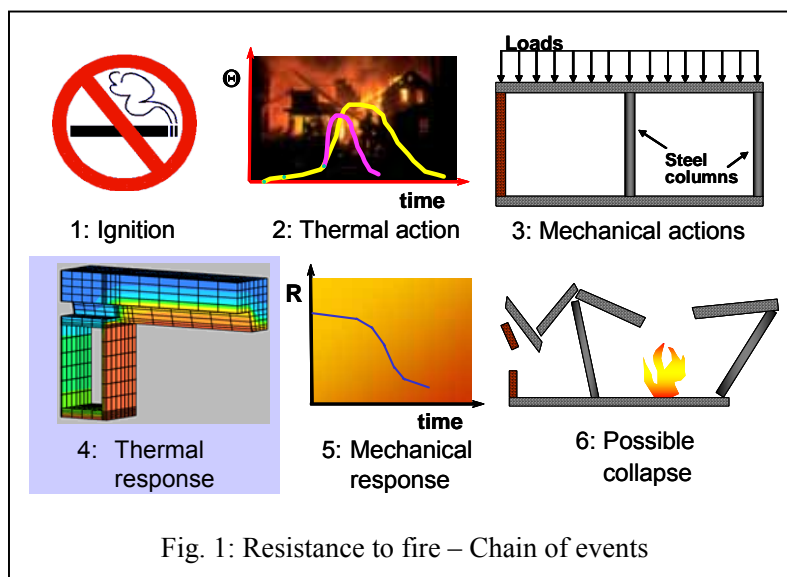 Θ
time
Loads
Steel
columns
1: Ignition
2: Thermal action
3: Mechanical actions
R
time
4: Thermal
response
5: Mechanical
response
6: Possible
collapse
Fig. 1: Resistance to fire – Chain of events